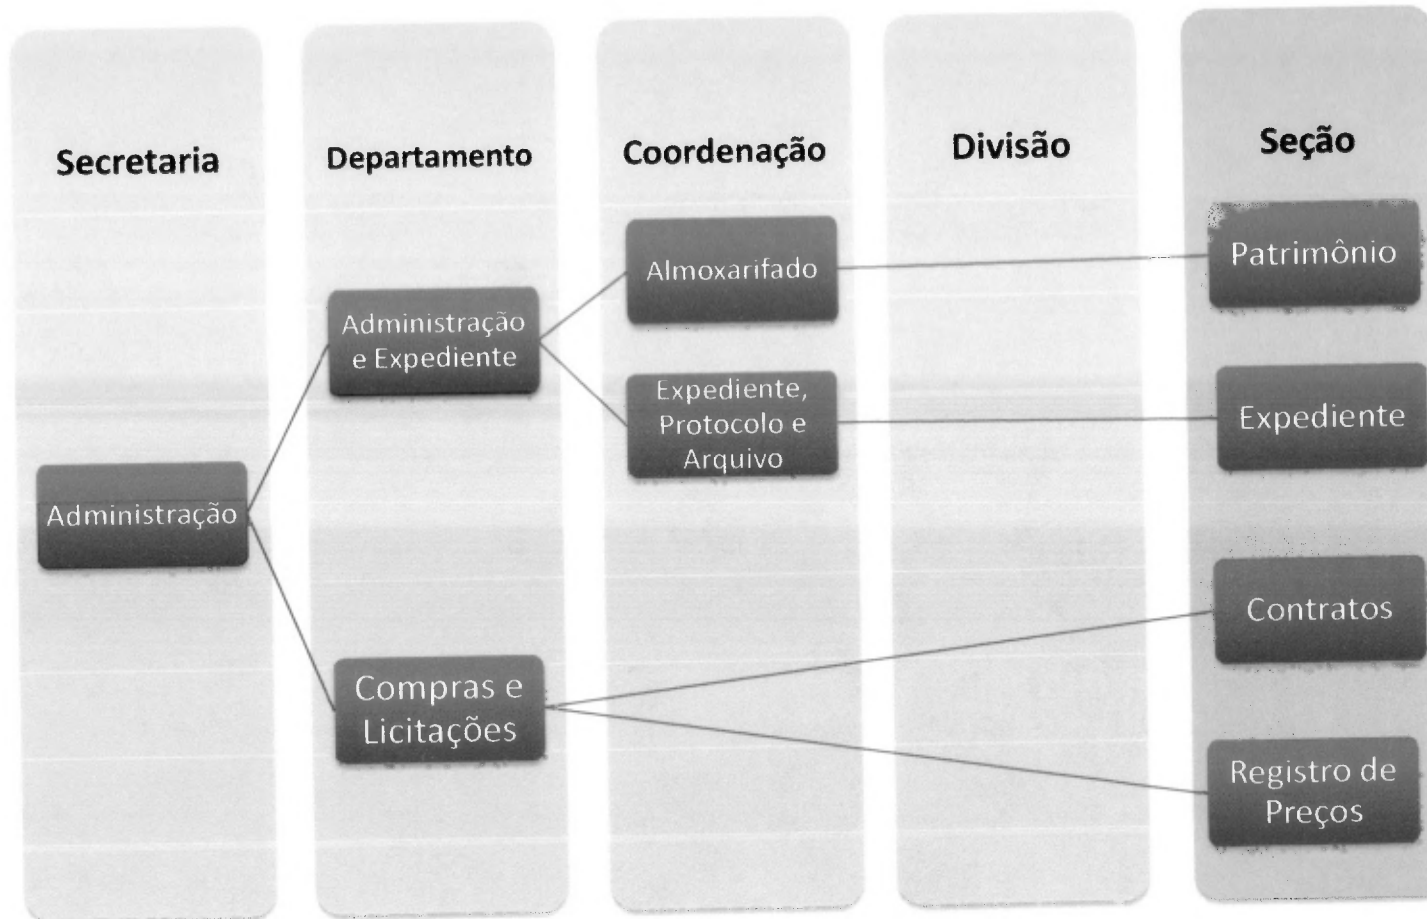 Secretaria
Departamento
Coordenação
Divisão
Seção
Administração
Administração
e Expediente
Compras e
Licitações
Almoxarifado
Expediente,
Protocolo e
Arquivo
Patrimônio
Expediente
Contratos
Registro de
Preços